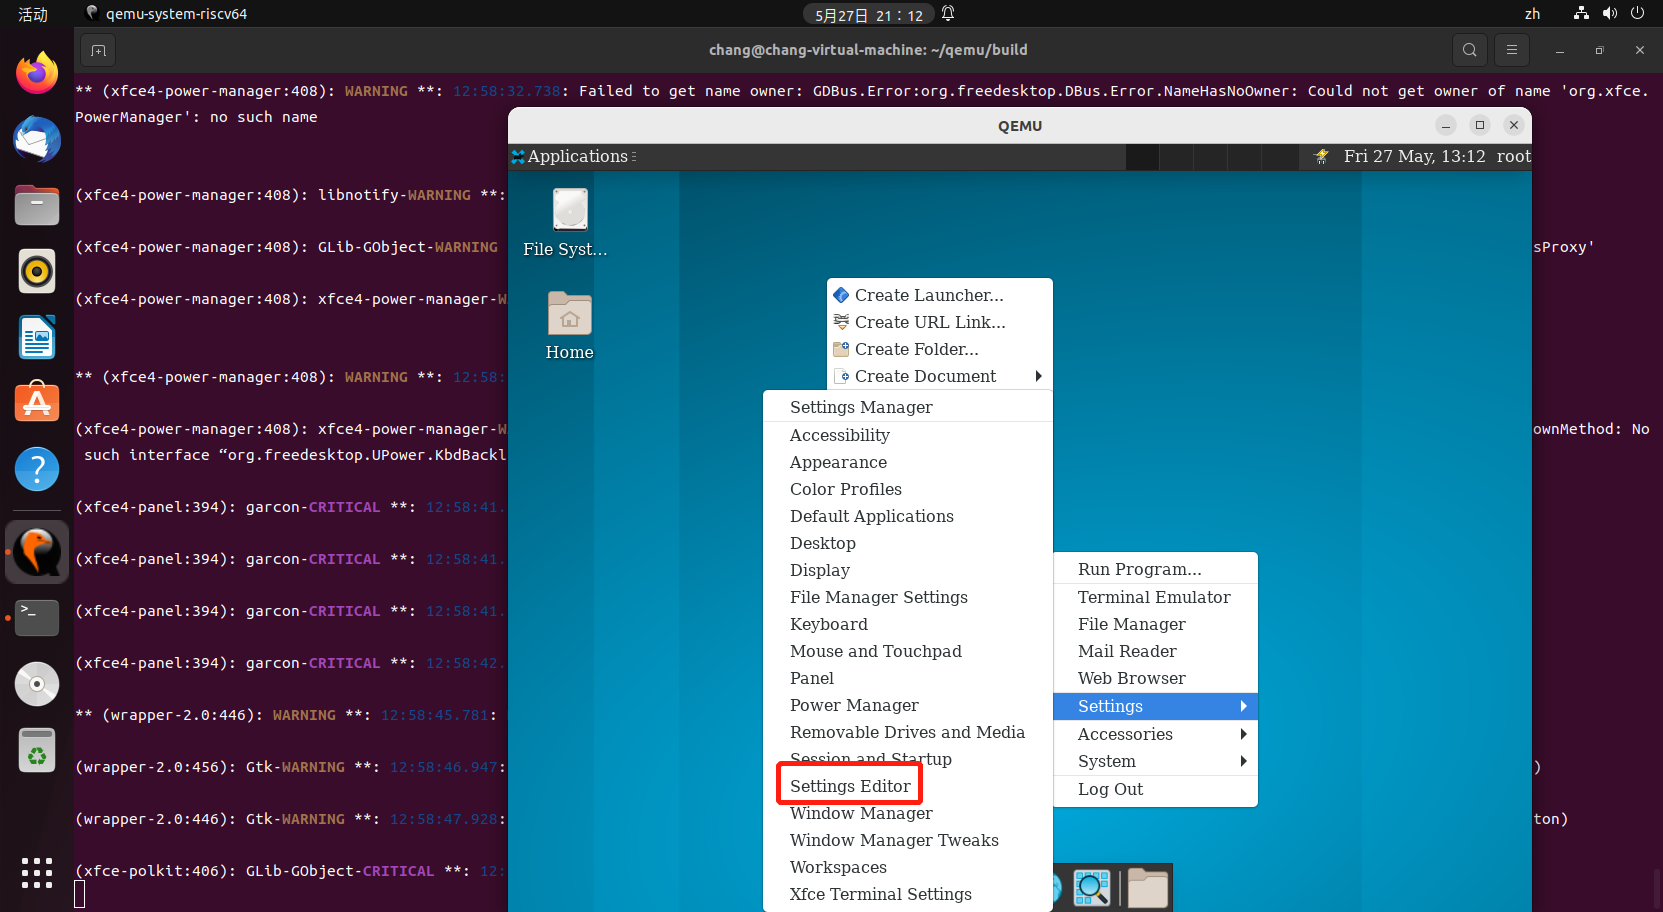 活动
qemu-system-riscv64
5月27日 21：12
zh
chang@chang-virtual-machine: ~/qemu/build
** (xfce4-power-manager:408): WARNING **: 12:58:32.738: Failed to get name owner: GDBus.Error:org.freedesktop.DBus.Error.NameHasNoOwner: Could not get owner of name 'org.xfce.
PowerManager': no such name
(xfce4-power-manager:408): libnotify-WARNING **:
(xfce4-power-manager:408): GLib-GObject-WARNING
sProxy'
(xfce4-power-manager:408): xfce4-power-manager-W
** (xfce4-power-manager:408): WARNING **: 12:58:
(xfce4-power-manager:408): xfce4-power-manager-W
ownMethod: No
such interface “org.freedesktop.UPower.KbdBackl
(xfce4-panel:394): garcon-CRITICAL **: 12:58:41.
(xfce4-panel:394): garcon-CRITICAL **: 12:58:41.
(xfce4-panel:394): garcon-CRITICAL **: 12:58:41.
(xfce4-panel:394): garcon-CRITICAL **: 12:58:42.
** (wrapper-2.0:446): WARNING **: 12:58:45.781:
(wrapper-2.0:456): Gtk-WARNING **: 12:58:46.947:
)
(wrapper-2.0:446): Gtk-WARNING **: 12:58:47.928:
ton)
(xfce-polkit:406): GLib-GObject-CRITICAL **: 12:
QEMU
Applications
Fri 27 May, 13:12 root
File Syst...
Home
Create Launcher...
Create URL Link...
Create Folder...
Create Document
Settings Manager
Accessibility
Appearance
Color Profiles
Default Applications
Desktop
Display
File Manager Settings
Keyboard
Mouse and Touchpad
Panel
Power Manager
Removable Drives and Media
Session and Startup
Settings Editor
Window Manager
Window Manager Tweaks
Workspaces
Xfce Terminal Settings
Run Program...
Terminal Emulator
File Manager
Mail Reader
Web Browser
Settings
Accessories
System
Log Out